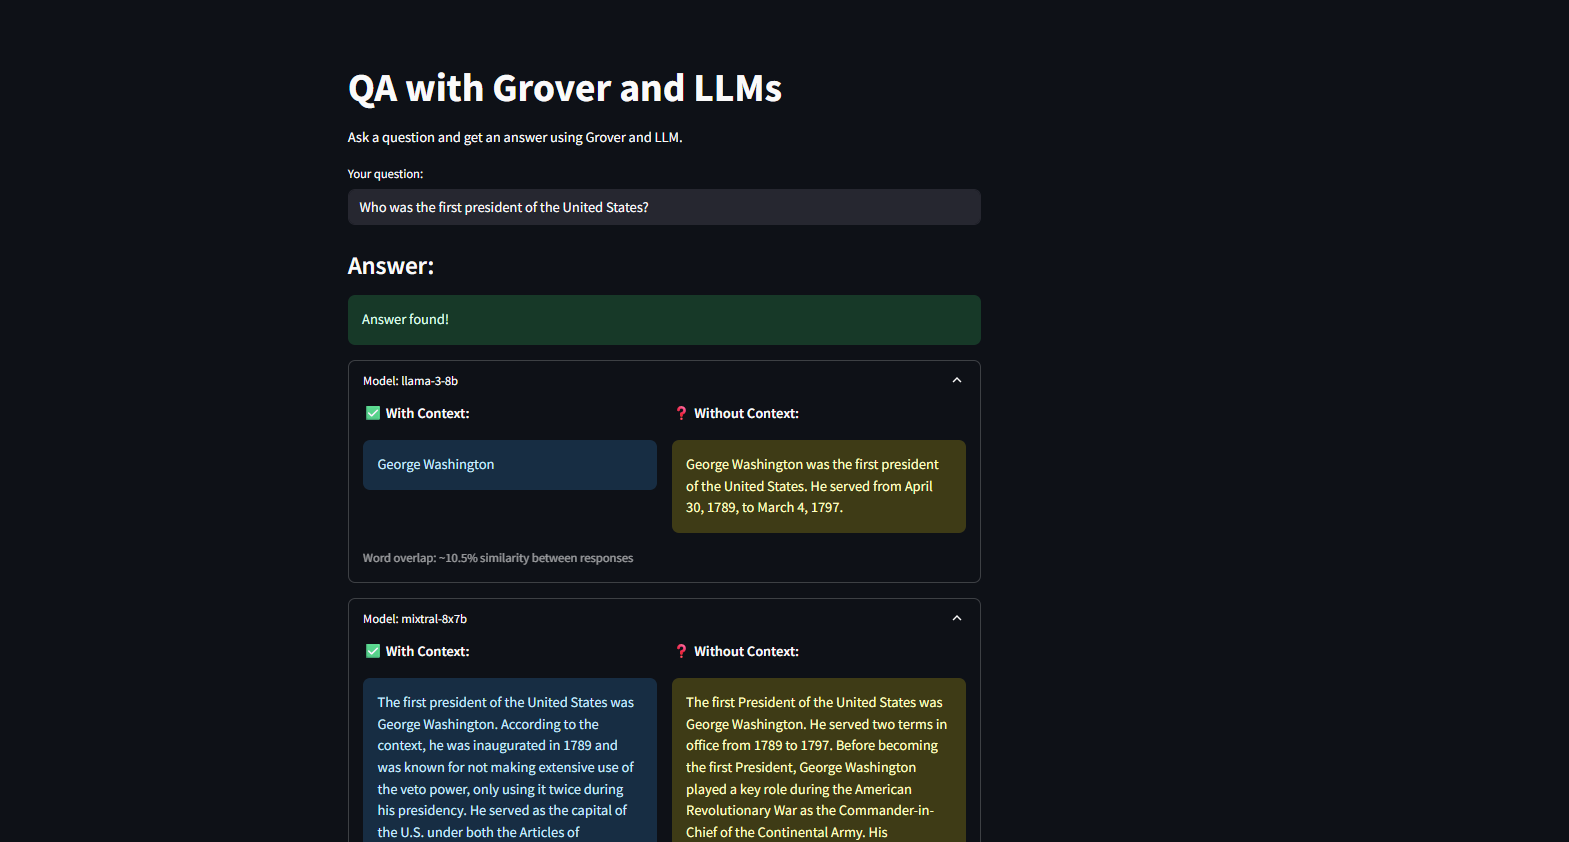 QA with Grover and LLMs
Ask a question and get an answer using Grover and LLM.
Your question:
Who was the first president of the United States?
Answer:
Answer found!
Model: llama-3-8b
✅ With Context:
❓ Without Context:
George Washington
George Washington was the first president
of the United States. He served from April
30, 1789, to March 4, 1797.
Word overlap: ~10.5% similarity between responses
Model: mixtral-8x7b
✅ With Context:
❓ Without Context:
The first president of the United States was
George Washington. According to the
context, he was inaugurated in 1789 and
was known for not making extensive use of
the veto power, only using it twice during
his presidency. He served as the capital of
the U.S. under both the Articles of
The first President of the United States was
George Washington. He served two terms in
office from 1789 to 1797. Before becoming
the first President, George Washington
played a key role during the American
Revolutionary War as the Commander-in-
Chief of the Continental Army. His